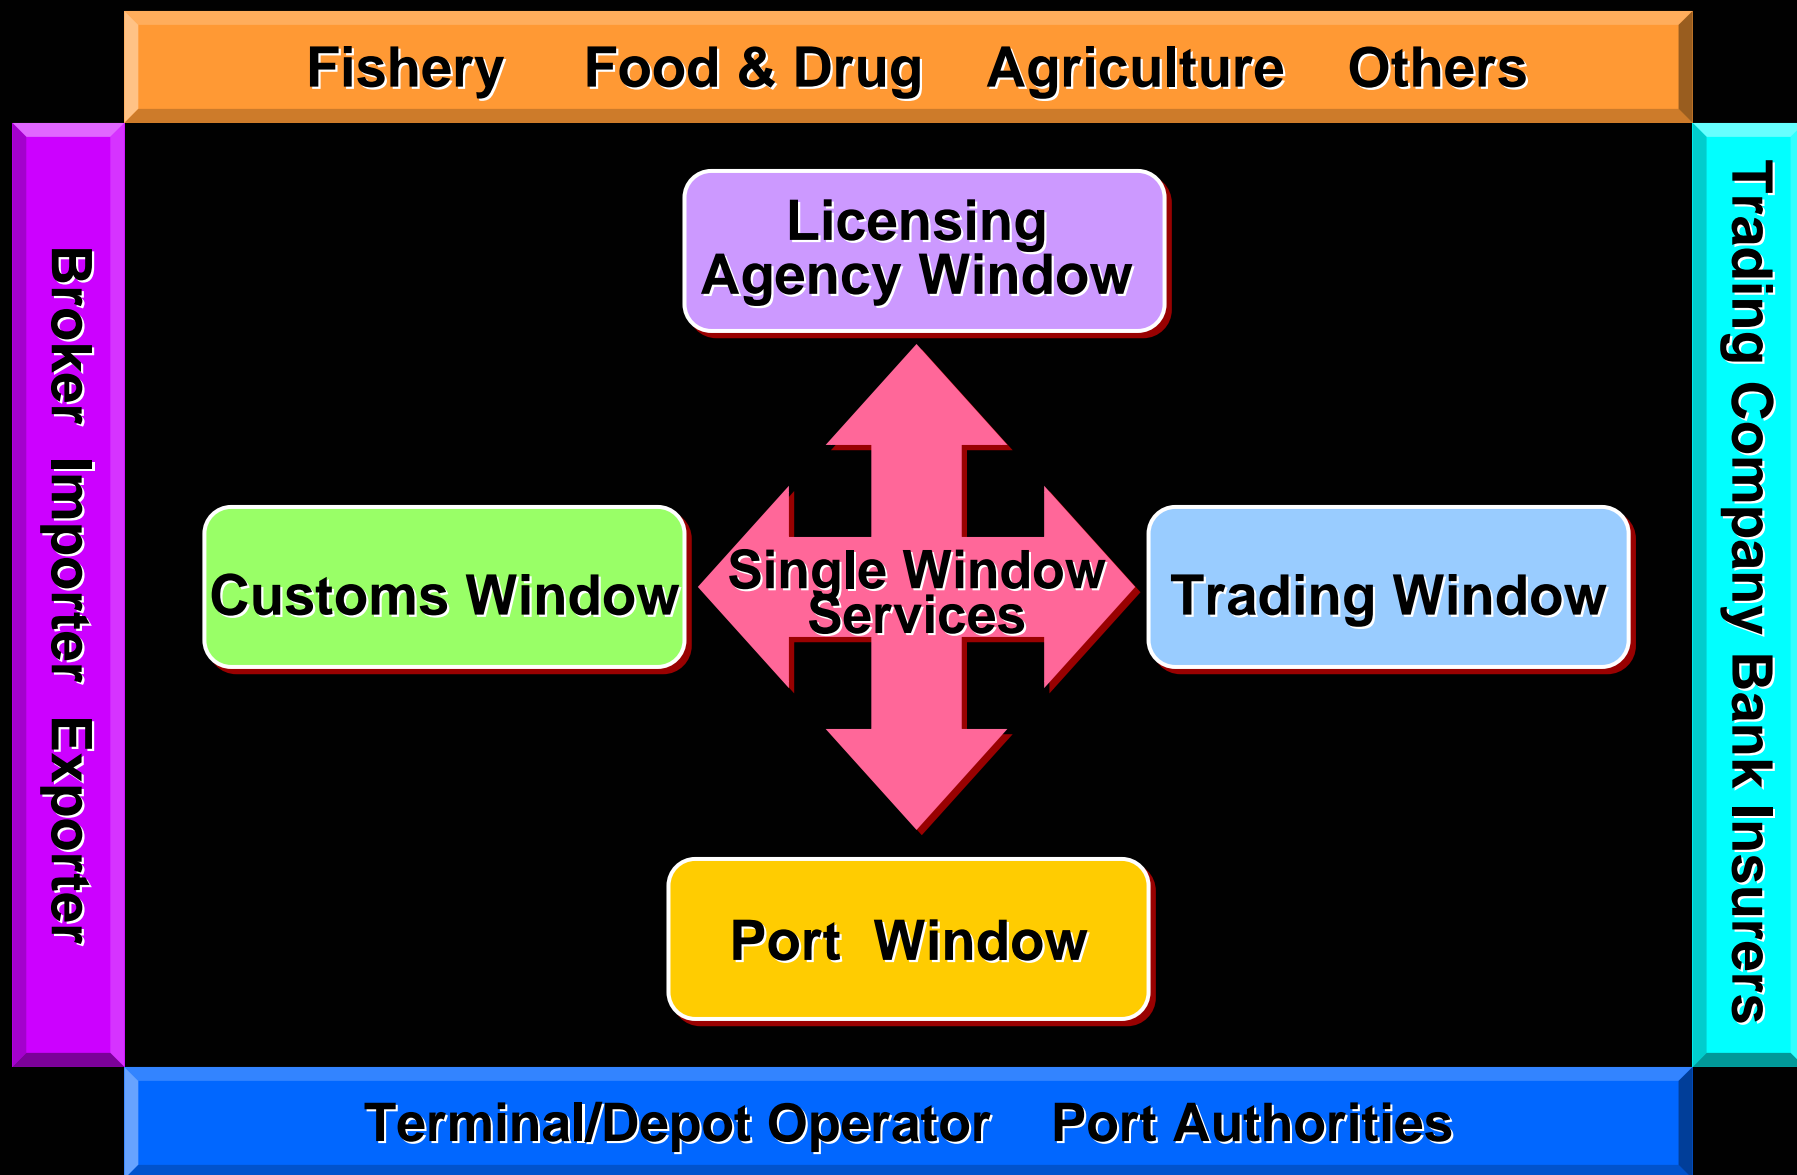 Fishery Food & Drug Agriculture Others
Licensing
Agency Window
Broker Importer Exporter
Customs Window
Single Window
Services
Trading Window
Trading Company Bank Insurers
Port Window
Terminal/Depot Operator Port Authorities